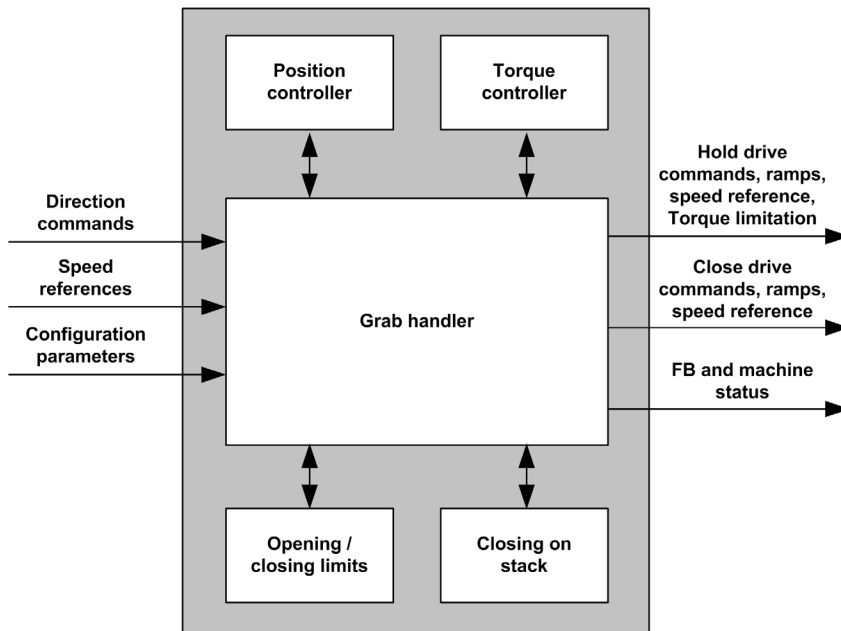 Position
controller
Torque
controller
Direction
commands
Speed
references
Configuration
parameters
Grab handler
Hold drive
commands, ramps,
speed reference,
Torque limitation
Close drive
commands, ramps,
speed reference
FB and machine
status
Opening /
closing limits
Closing on
stack